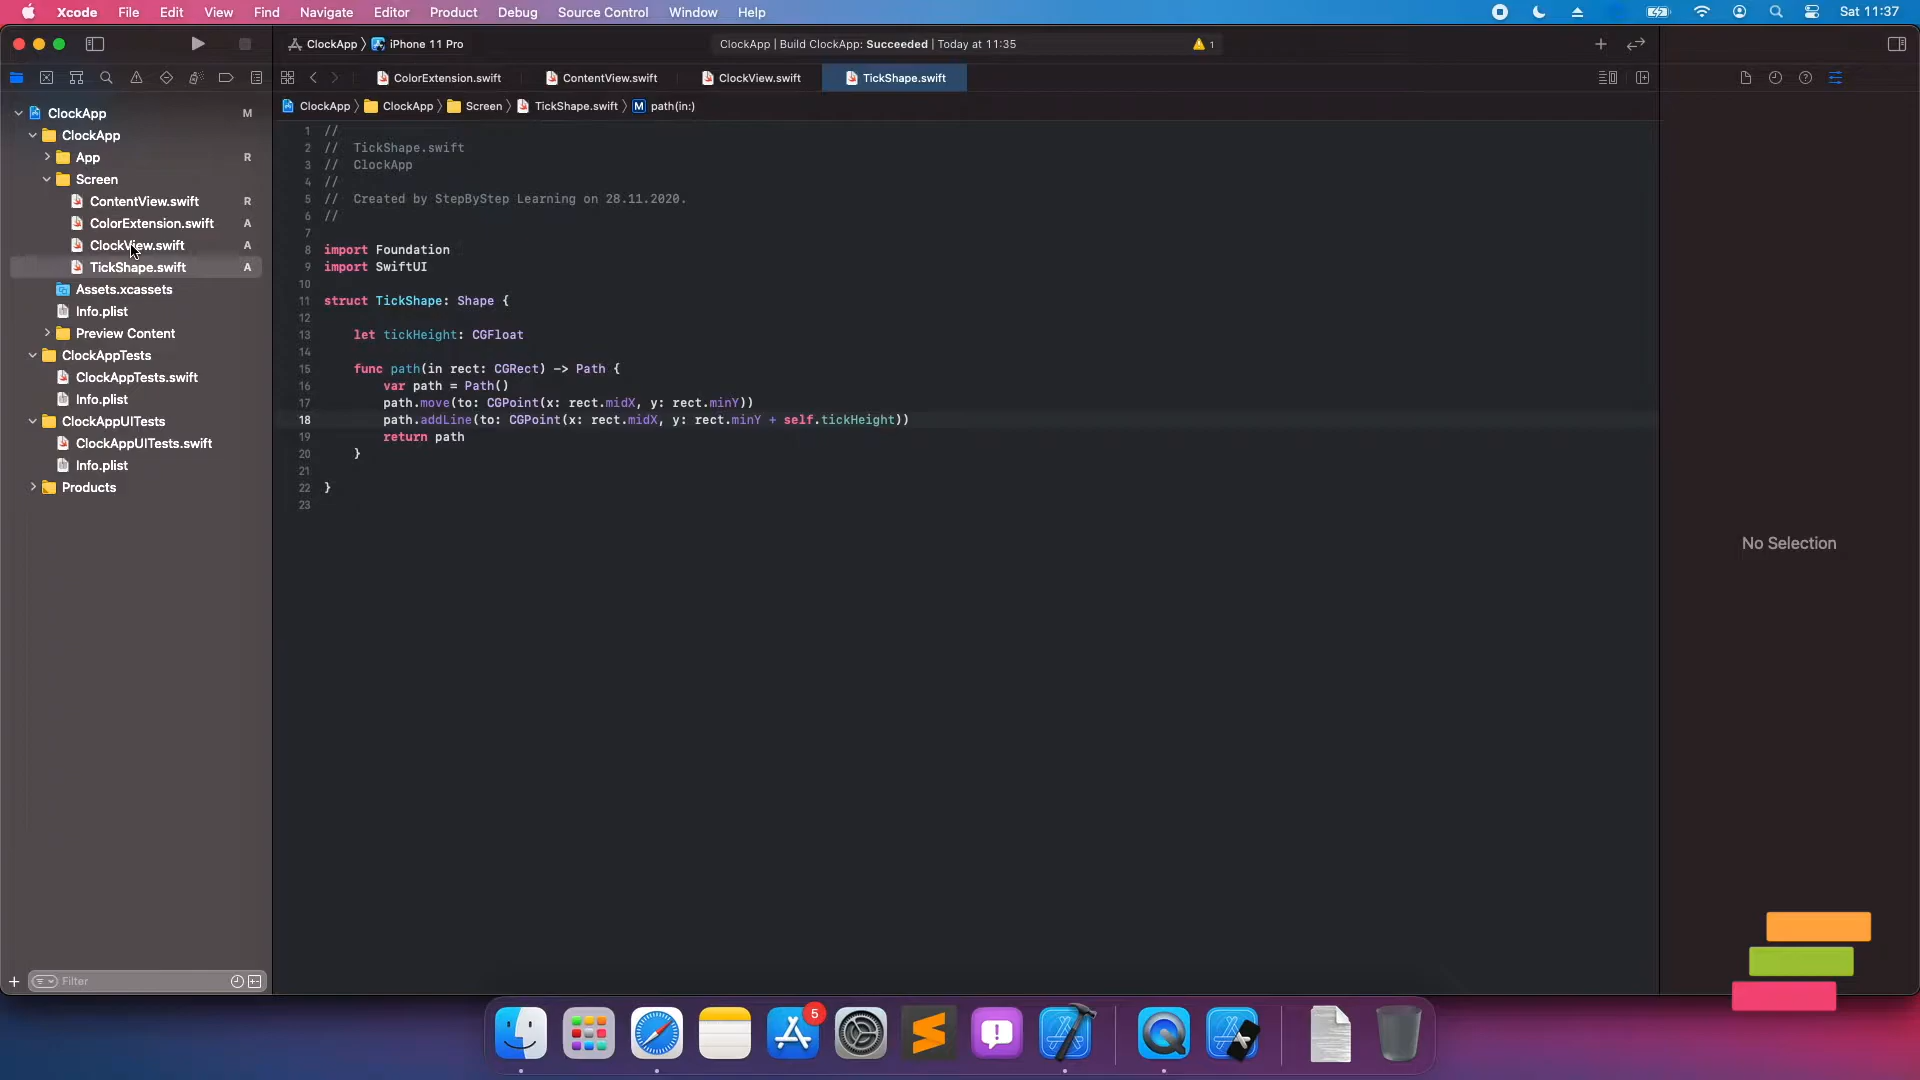 Xcode File Edit View Find Navigate Editor Product Debug Source Control Window Help Sat 11:37
ClockApp iPhone 11 Pro ClockApp | Build ClockApp: Succeeded | Today at 11:35 1
ColorExtension.swift ContentView.swift ClockView.swift TickShape.swift
ClockApp ClockApp Screen TickShape.swift M path(in:)
ClockApp M
ClockApp
App R
Screen
ContentView.swift R
ColorExtension.swift A
ClockView.swift A
TickShape.swift A
Assets.xcassets
Info.plist
Preview Content
ClockAppTests
ClockAppTests.swift
Info.plist
ClockAppUITests
ClockAppUITests.swift
Info.plist
Products
Filter
1 //
2 // TickShape.swift
3 // ClockApp
4 //
5 // Created by StepByStep Learning on 28.11.2020.
6 //
7
8 import Foundation
9 import SwiftUI
10
11 struct TickShape: Shape {
12
13 let tickHeight: CGFloat
14
15 func path(in rect: CGRect) -> Path {
16 var path = Path()
17 path.move(to: CGPoint(x: rect.midX, y: rect.minY))
18 path.addLine(to: CGPoint(x: rect.midX, y: rect.minY + self.tickHeight))
19 return path
20 }
21
22 }
23
No Selection
5